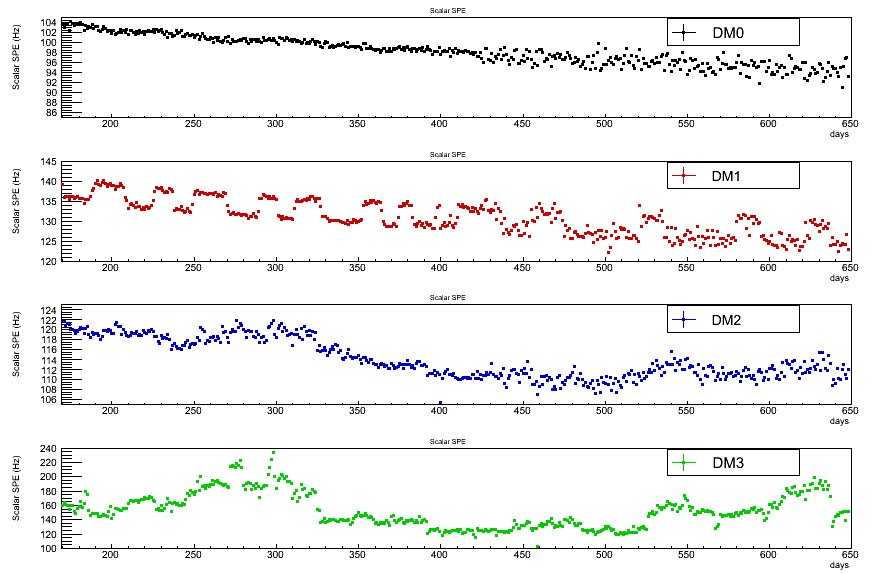 Scalar SPE
Scalar SPE (Hz)
104
102
100
98
96
94
92
90
88
86
DM0
200 250 300 350 400 450 500 550 600 650
days
Scalar SPE
Scalar SPE (Hz)
145
140
135
130
125
120
DM1
200 250 300 350 400 450 500 550 600 650
days
Scalar SPE
Scalar SPE (Hz)
124
122
120
118
116
114
112
110
108
106
DM2
200 250 300 350 400 450 500 550 600 650
days
Scalar SPE
Scalar SPE (Hz)
240
220
200
180
160
140
120
100
DM3
200 250 300 350 400 450 500 550 600 650
days